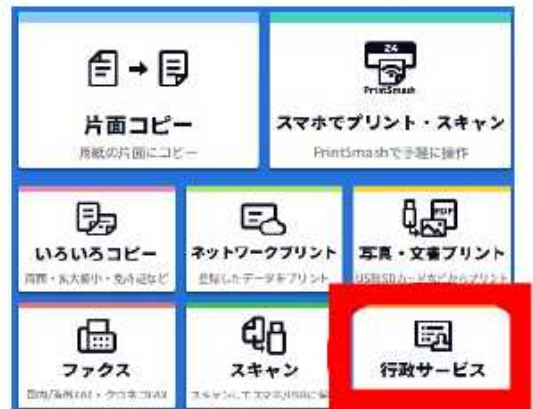 片面コピー
用紙の片面にコピー
24
PrintSmash
スマホでプリント・スキャン
PrintSmashで手軽に操作
いろいろコピー
両面・拡大縮小・免許証など
ネットワークプリント
登録したデータをプリント
PDF
写真・文書プリント
USB/SDカードなどからプリント
ファクス
スキャン
行政サービス